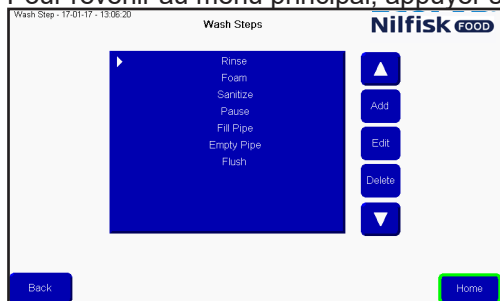 Pour revenir au menu principal, appuyer
Wash Step - 17-01-17 - 13:06:20
Wash Steps
Nilfisk FOOD
Rinse
Foam
Sanitize
Pause
Fill Pipe
Empty Pipe
Flush
Add
Edit
Delete
Back
Home